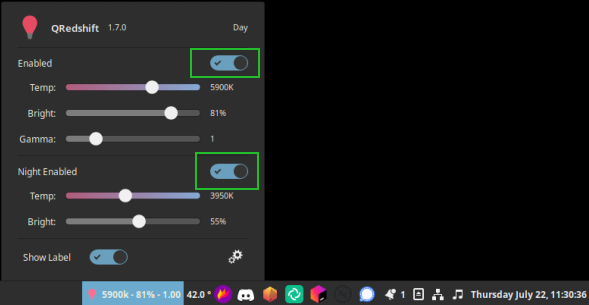 QRedshift 1.7.0 Day
Enabled
Temp: 5900K
Bright: 81%
Gamma: 1
Night Enabled
Temp: 3950K
Bright: 55%
Show Label
5900k - 81% - 1.00 42.0 ° 1 Thursday July 22, 11:30:36